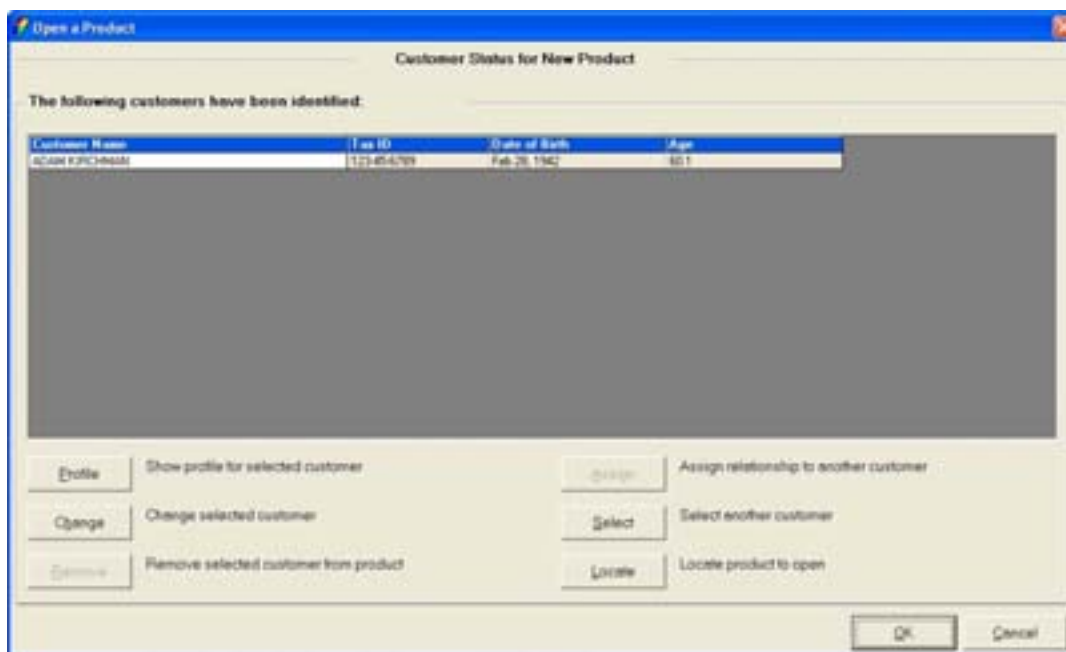 Open a Product
Customer Status for New Product
The following customers have been identified:
Customer Name Tax ID Date of Birth Age
ADAM KIRCHMAN 123-45-6789 Feb 28, 1942 60.1
Profile Show profile for selected customer Assign Assign relationship to another customer
Change Change selected customer Select Select another customer
Remove Remove selected customer from product Locate Locate product to open
OK Cancel